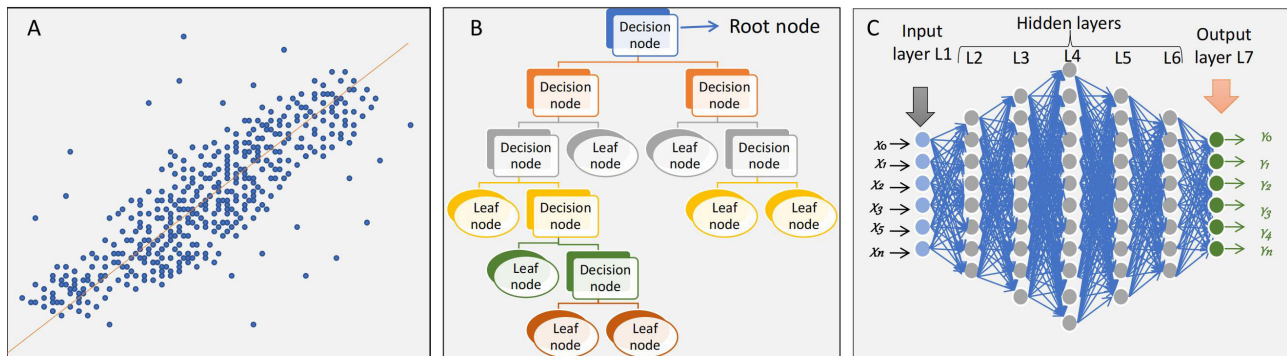 A
B
Decision
node
Root node
Decision
node
Decision
node
Decision
node
Leaf
node
Leaf
node
Decision
node
Leaf
node
Decision
node
Leaf
node
Leaf
node
Leaf
node
Decision
node
Leaf
node
Leaf
node
C
Hidden layers
Input
layer L1
L2
L3
L4
L5
L6
Output
layer L7
X₀
X₁
X₂
X₃
X₅
Xn
Y₀
Y₁
Y₂
Y₃
Y₄
Yn